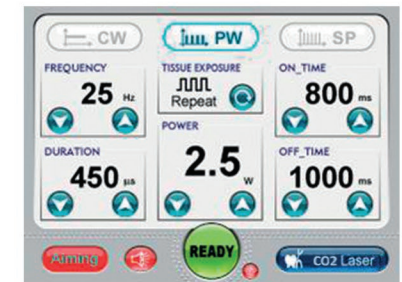 CW
PW
SP
FREQUENCY
25 Hz
TISSUE EXPOSURE
Repeat
ON_TIME
800 ms
DURATION
450 µs
POWER
2.5 W
OFF_TIME
1000 ms
Aiming
READY
CO2 Laser